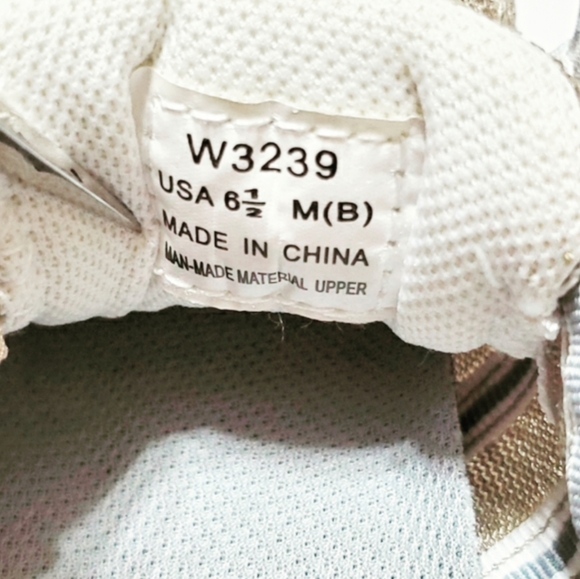 W3239
USA 6½ M(B)
MADE IN CHINA
MAN-MADE MATERIAL UPPER